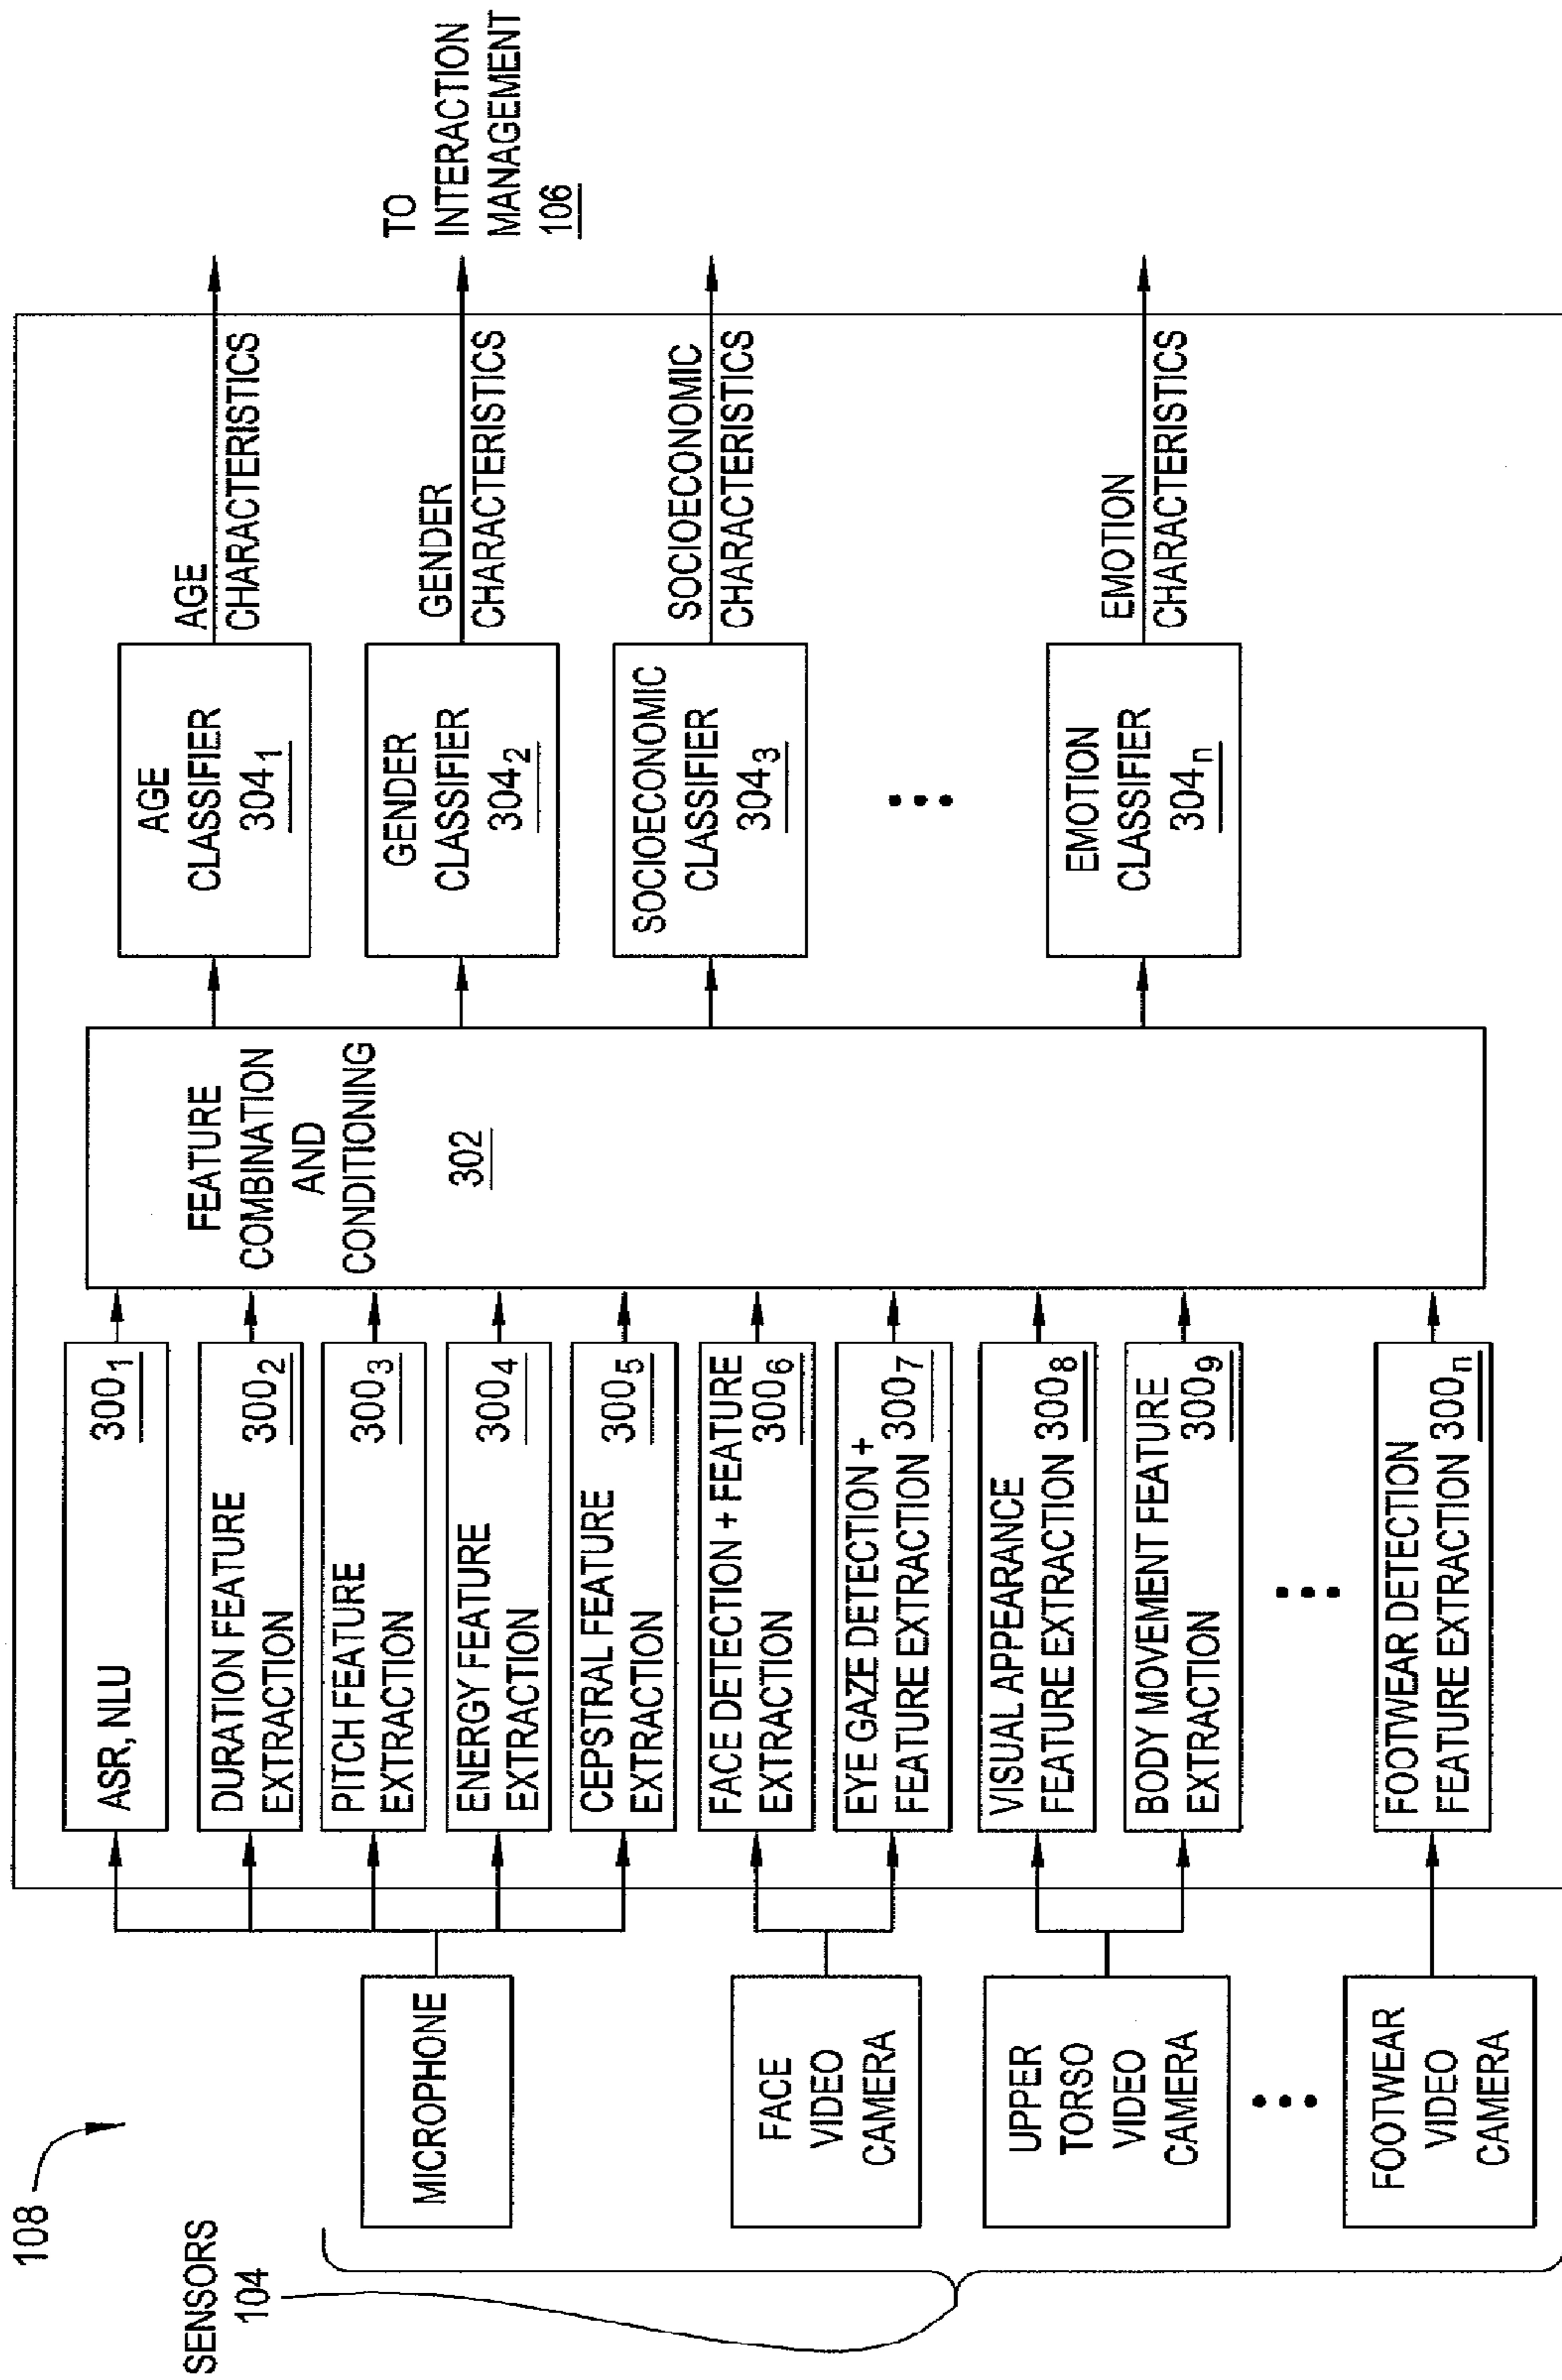 108
SENSORS
104
MICROPHONE
FACE
VIDEO
CAMERA
UPPER
TORSO
VIDEO
CAMERA
FOOTWEAR
VIDEO
CAMERA
ASR, NLU 300₁
DURATION FEATURE
EXTRACTION 300₂
PITCH FEATURE
EXTRACTION 300₃
ENERGY FEATURE
EXTRACTION 300₄
CEPSTRAL FEATURE
EXTRACTION 300₅
FACE DETECTION + FEATURE
EXTRACTION 300₆
EYE GAZE DETECTION +
FEATURE EXTRACTION 300₇
VISUAL APPEARANCE
FEATURE EXTRACTION 300₈
BODY MOVEMENT FEATURE
EXTRACTION 300₉
FOOTWEAR DETECTION
FEATURE EXTRACTION 300ₙ
FEATURE
COMBINATION
AND
CONDITIONING
302
AGE
CLASSIFIER
304₁
GENDER
CLASSIFIER
304₂
SOCIOECONOMIC
CLASSIFIER
304₃
EMOTION
CLASSIFIER
304ₙ
AGE
CHARACTERISTICS
GENDER
CHARACTERISTICS
SOCIOECONOMIC
CHARACTERISTICS
EMOTION
CHARACTERISTICS
TO
INTERACTION
MANAGEMENT
106